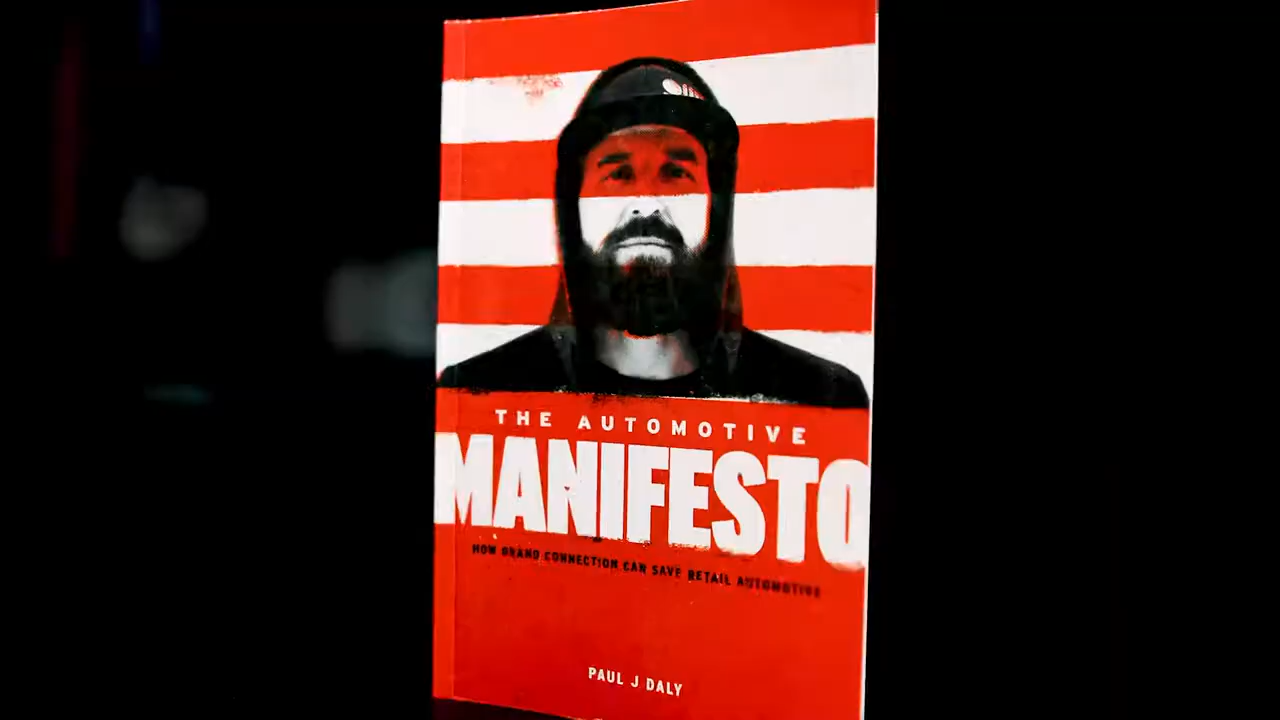 THE AUTOMOTIVE
MANIFESTO
HOW BRAND CONNECTION CAN SAVE RETAIL AUTOMOTIVE
PAUL J DALY